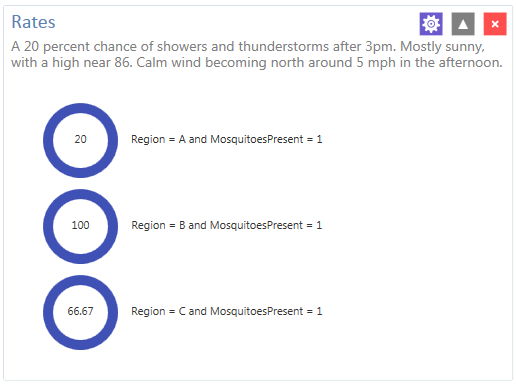 Rates
A 20 percent chance of showers and thunderstorms after 3pm. Mostly sunny,
with a high near 86. Calm wind becoming north around 5 mph in the afternoon.
20 Region = A and MosquitoesPresent = 1
100 Region = B and MosquitoesPresent = 1
66.67 Region = C and MosquitoesPresent = 1